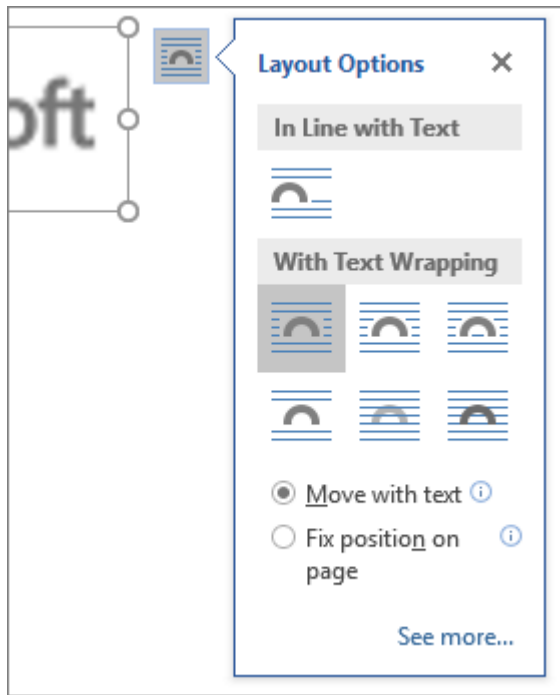 oft
Layout Options
In Line with Text
With Text Wrapping
Move with text
Fix position on
page
See more...